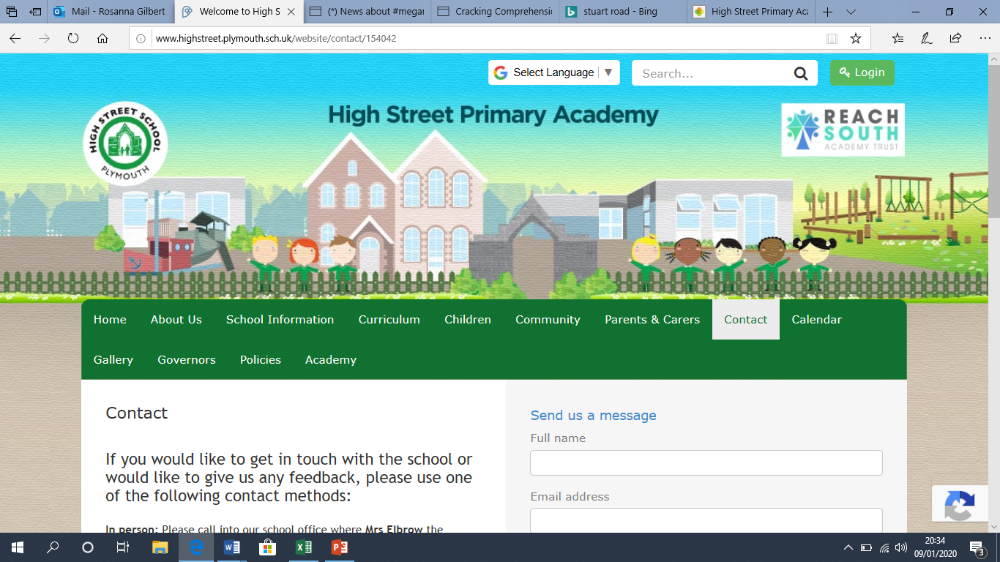 Mail - Rosanna Gilbert
Welcome to High S
(*) News about #megan
Cracking Comprehensio
stuart road - Bing
High Street Primary Aca
www.highstreet.plymouth.sch.uk/website/contact/154042
Select Language ▼
Search...
Login
HIGH STREET SCHOOL
PLYMOUTH
High Street Primary Academy
REACH
SOUTH
ACADEMY TRUST
Home About Us School Information Curriculum Children Community Parents & Carers Contact Calendar
Gallery Governors Policies Academy
Contact
If you would like to get in touch with the school or
would like to give us any feedback, please use one
of the following contact methods:
In person: Please call into our school office where Mrs Elbrow the
Send us a message
Full name
Email address
20:34
09/01/2020
3